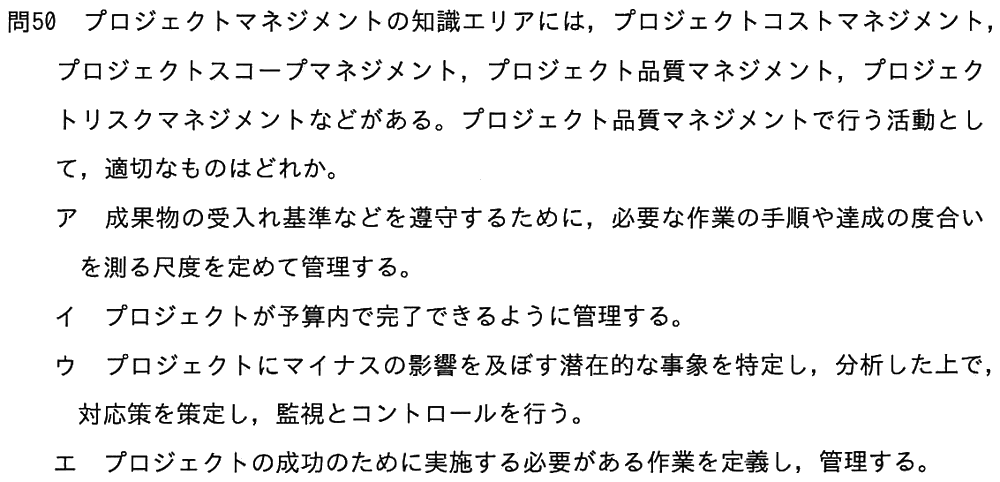 問50 プロジェクトマネジメントの知識エリアには，プロジェクトコストマネジメント，
プロジェクトスコープマネジメント，プロジェクト品質マネジメント，プロジェク
トリスクマネジメントなどがある。プロジェクト品質マネジメントで行う活動とし
て，適切なものはどれか。
ア 成果物の受入れ基準などを遵守するために，必要な作業の手順や達成の度合い
を測る尺度を定めて管理する。
イ プロジェクトが予算内で完了できるように管理する。
ウ プロジェクトにマイナスの影響を及ぼす潜在的な事象を特定し，分析した上で，
対応策を策定し，監視とコントロールを行う。
エ プロジェクトの成功のために実施する必要がある作業を定義し，管理する。